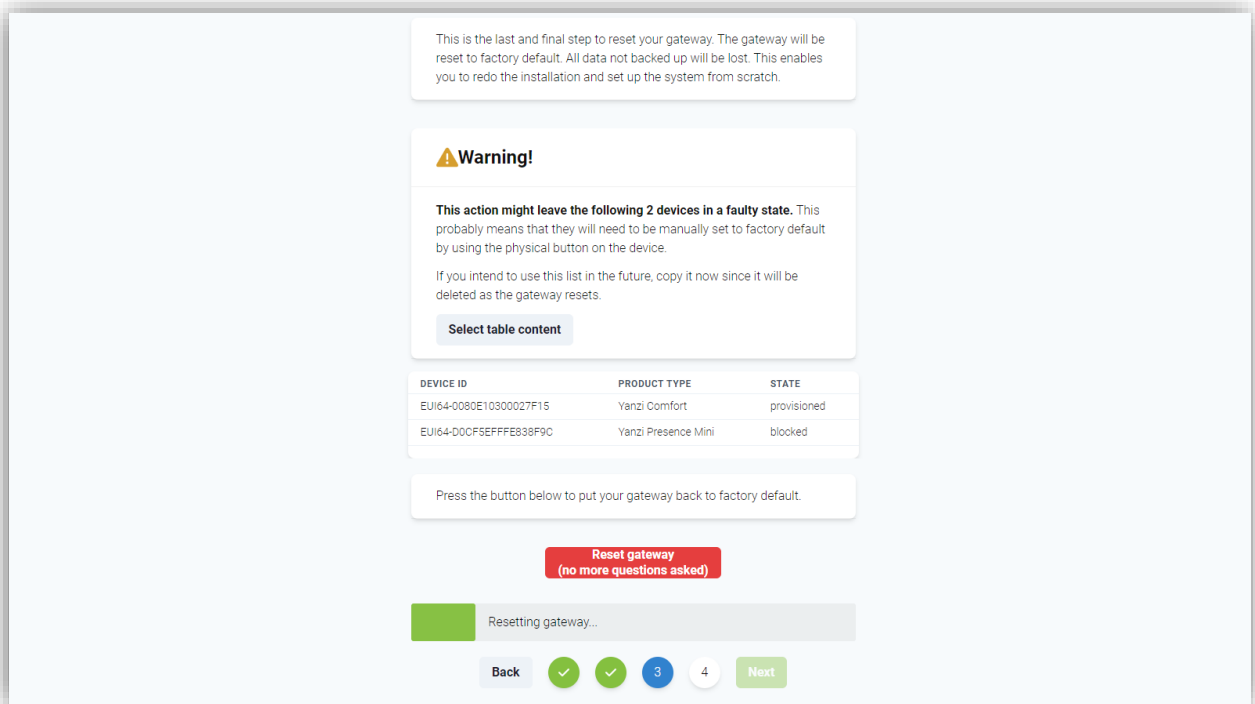 This is the last and final step to reset your gateway. The gateway will be
reset to factory default. All data not backed up will be lost. This enables
you to redo the installation and set up the system from scratch.
Warning!
This action might leave the following 2 devices in a faulty state. This
probably means that they will need to be manually set to factory default
by using the physical button on the device.
If you intend to use this list in the future, copy it now since it will be
deleted as the gateway resets.
Select table content
DEVICE ID PRODUCT TYPE STATE
EUI64-0080E10300027F15 Yanzi Comfort provisioned
EUI64-D0CF5EFFFE838F9C Yanzi Presence Mini blocked
Press the button below to put your gateway back to factory default.
Reset gateway
(no more questions asked)
Resetting gateway...
Back 3 4 Next